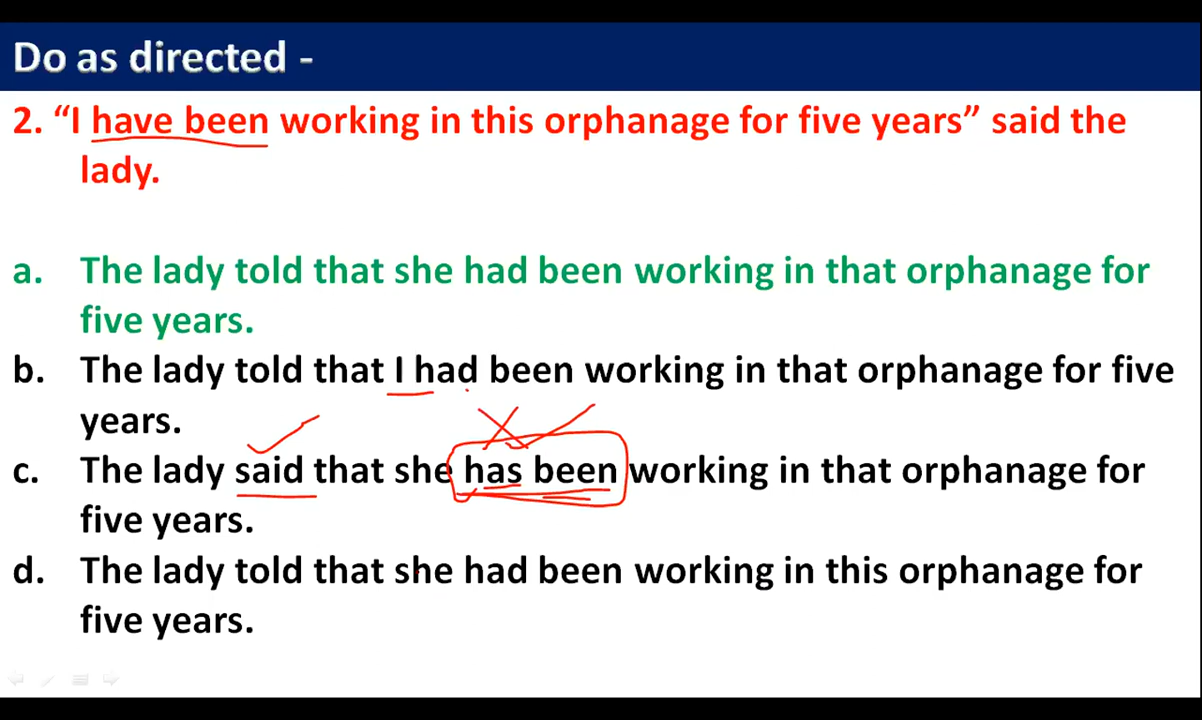 Do as directed -
2. “I have been working in this orphanage for five years” said the
lady.
a. The lady told that she had been working in that orphanage for
five years.
b. The lady told that I had been working in that orphanage for five
years.
c. The lady said that she has been working in that orphanage for
five years.
d. The lady told that she had been working in this orphanage for
five years.